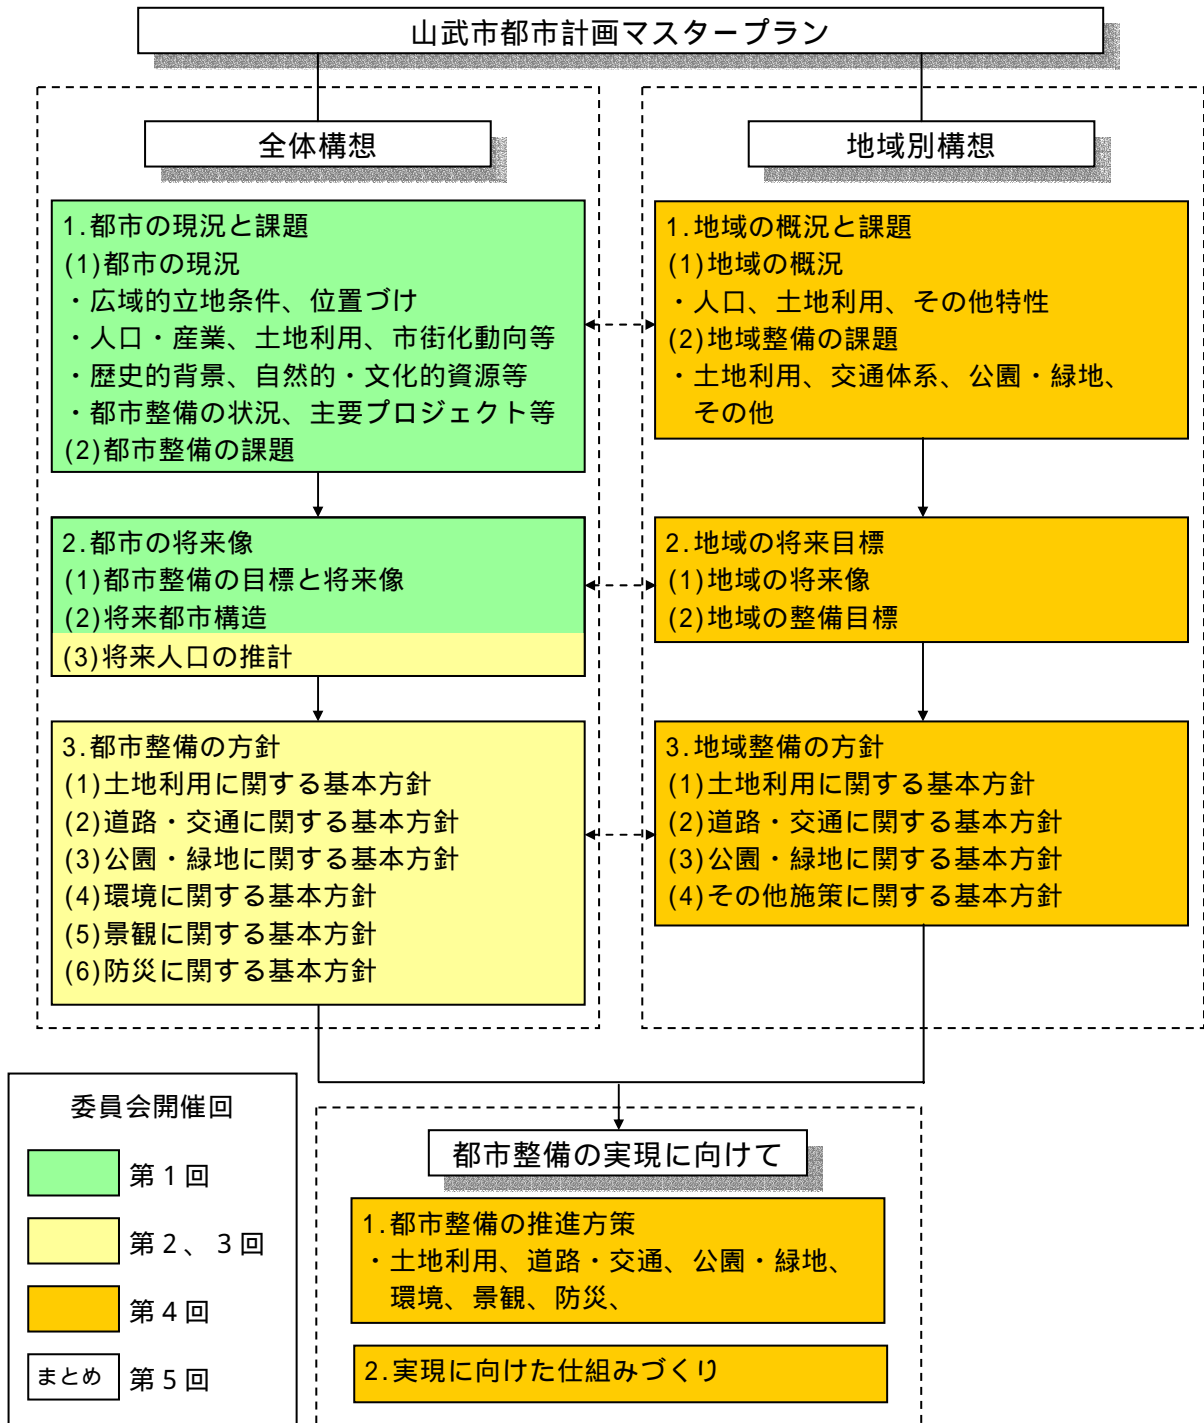 山武市都市計画マスタープラン
全体構想
1.都市の現況と課題
(1)都市の現況
・広域的立地条件、位置づけ
・人口・産業、土地利用、市街化動向等
・歴史的背景、自然的・文化的資源等
・都市整備の状況、主要プロジェクト等
(2)都市整備の課題
2.都市の将来像
(1)都市整備の目標と将来像
(2)将来都市構造
(3)将来人口の推計
3.都市整備の方針
(1)土地利用に関する基本方針
(2)道路・交通に関する基本方針
(3)公園・緑地に関する基本方針
(4)環境に関する基本方針
(5)景観に関する基本方針
(6)防災に関する基本方針
地域別構想
1.地域の概況と課題
(1)地域の概況
・人口、土地利用、その他特性
(2)地域整備の課題
・土地利用、交通体系、公園・緑地、
その他
2.地域の将来目標
(1)地域の将来像
(2)地域の整備目標
3.地域整備の方針
(1)土地利用に関する基本方針
(2)道路・交通に関する基本方針
(3)公園・緑地に関する基本方針
(4)その他施策に関する基本方針
委員会開催回
第1回
第2、3回
第4回
まとめ 第5回
都市整備の実現に向けて
1.都市整備の推進方策
・土地利用、道路・交通、公園・緑地、
環境、景観、防災、
2.実現に向けた仕組みづくり